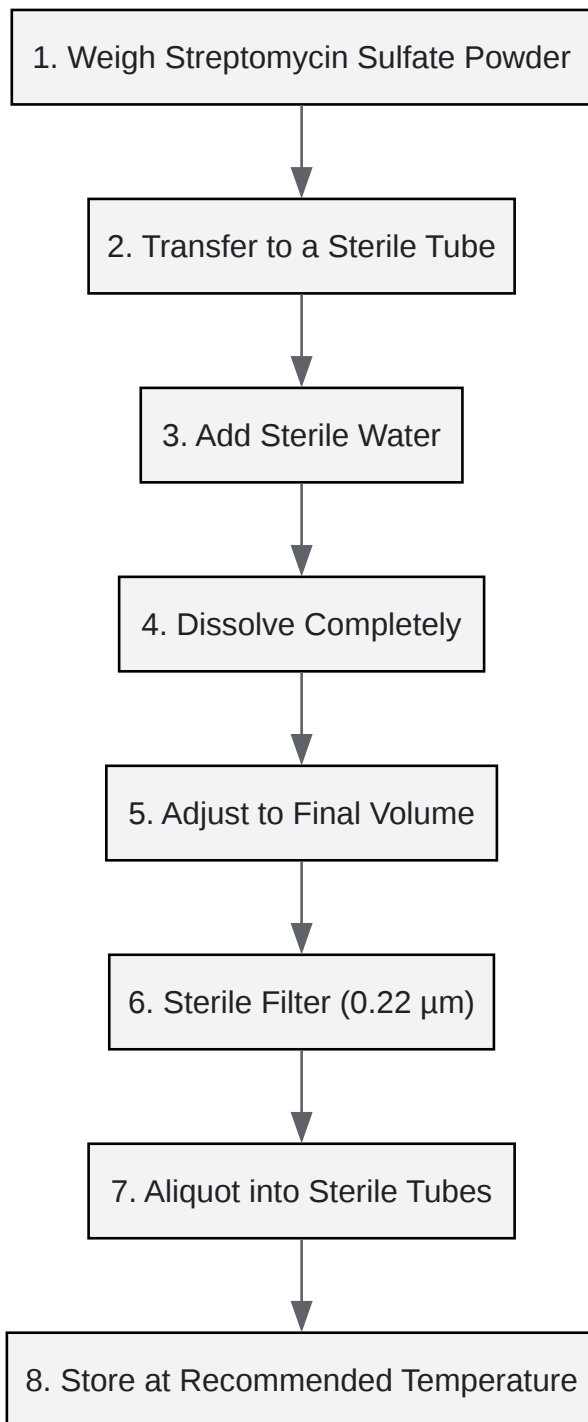 1. Weigh Streptomycin Sulfate Powder
2. Transfer to a Sterile Tube
3. Add Sterile Water
4. Dissolve Completely
5. Adjust to Final Volume
6. Sterile Filter (0.22 µm)
7. Aliquot into Sterile Tubes
8. Store at Recommended Temperature